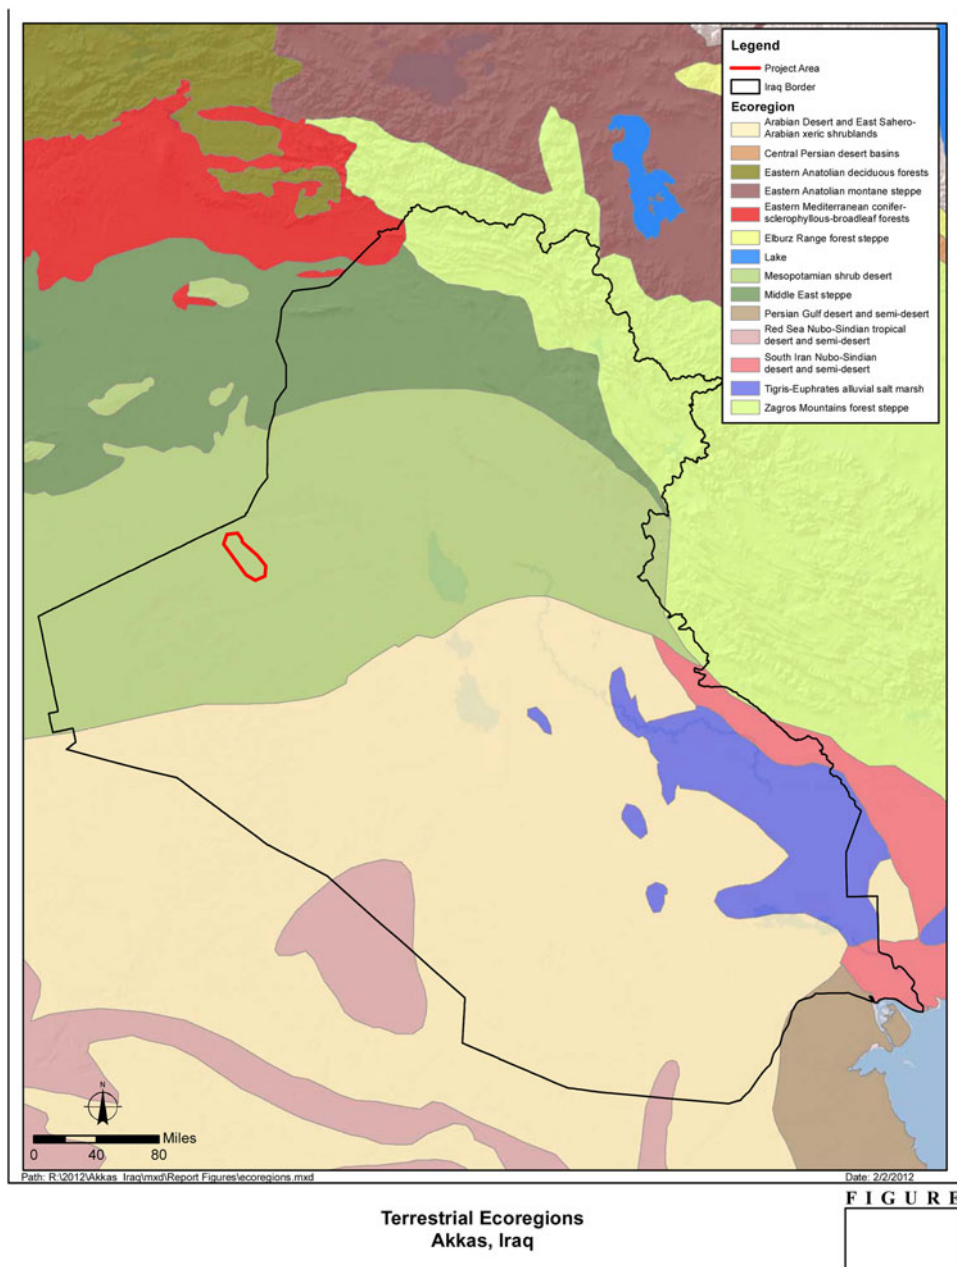 Legend
Project Area
Iraq Border
Ecoregion
Arabian Desert and East Sahero-
Arabian xeric shrublands
Central Persian desert basins
Eastern Anatolian deciduous forests
Eastern Anatolian montane steppe
Eastern Mediterranean conifer-
sclerophyllous-broadleaf forests
Elburz Range forest steppe
Lake
Mesopotamian shrub desert
Middle East steppe
Persian Gulf desert and semi-desert
Red Sea Nubo-Sindian tropical
desert and semi-desert
South Iran Nubo-Sindian
desert and semi-desert
Tigris-Euphrates alluvial salt marsh
Zagros Mountains forest steppe
N
Miles
0 40 80
Path: R:\2012\Akkas_Iraq\mxd\Report Figures\ecoregions.mxd
Date: 2/2/2012
FIGURE
Terrestrial Ecoregions
Akkas, Iraq